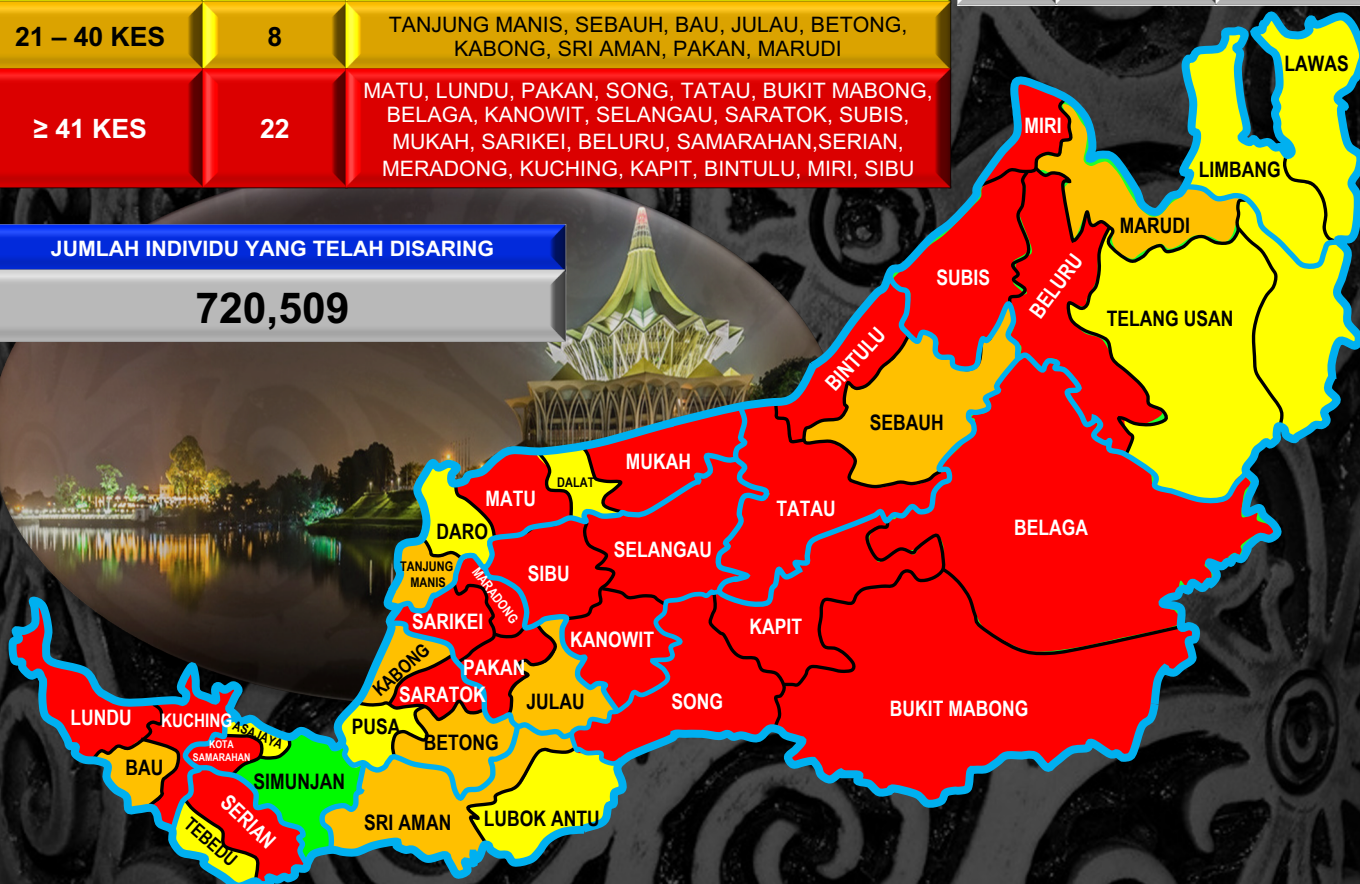 21 – 40 KES
8
TANJUNG MANIS, SEBAUH, BAU, JULAU, BETONG,
KABONG, SRI AMAN, PAKAN, MARUDI
≥ 41 KES
22
MATU, LUNDU, PAKAN, SONG, TATAU, BUKIT MABONG,
BELAGA, KANOWIT, SELANGAU, SARATOK, SUBIS,
MUKAH, SARIKEI, BELURU, SAMARAHAN,SERIAN,
MERADONG, KUCHING, KAPIT, BINTULU, MIRI, SIBU
JUMLAH INDIVIDU YANG TELAH DISARING
720,509
LAWAS
MIRI
LIMBANG
MARUDI
SUBIS
BELURU
TELANG USAN
BINTULU
SEBAUH
MUKAH
DALAT
MATU
TATAU
BELAGA
DARO
SELANGAU
TANJUNG
MANIS
SIBU
MARADONG
SARIKEI
KANOWIT
KAPIT
KABONG
PAKAN
SARATOK
JULAU
SONG
BUKIT MABONG
LUNDU
KUCHING
ASAJAYA
PUSA
BETONG
KOTA
SAMARAHAN
BAU
SIMUNJAN
SERIAN
SRI AMAN
LUBOK ANTU
TEBEDU